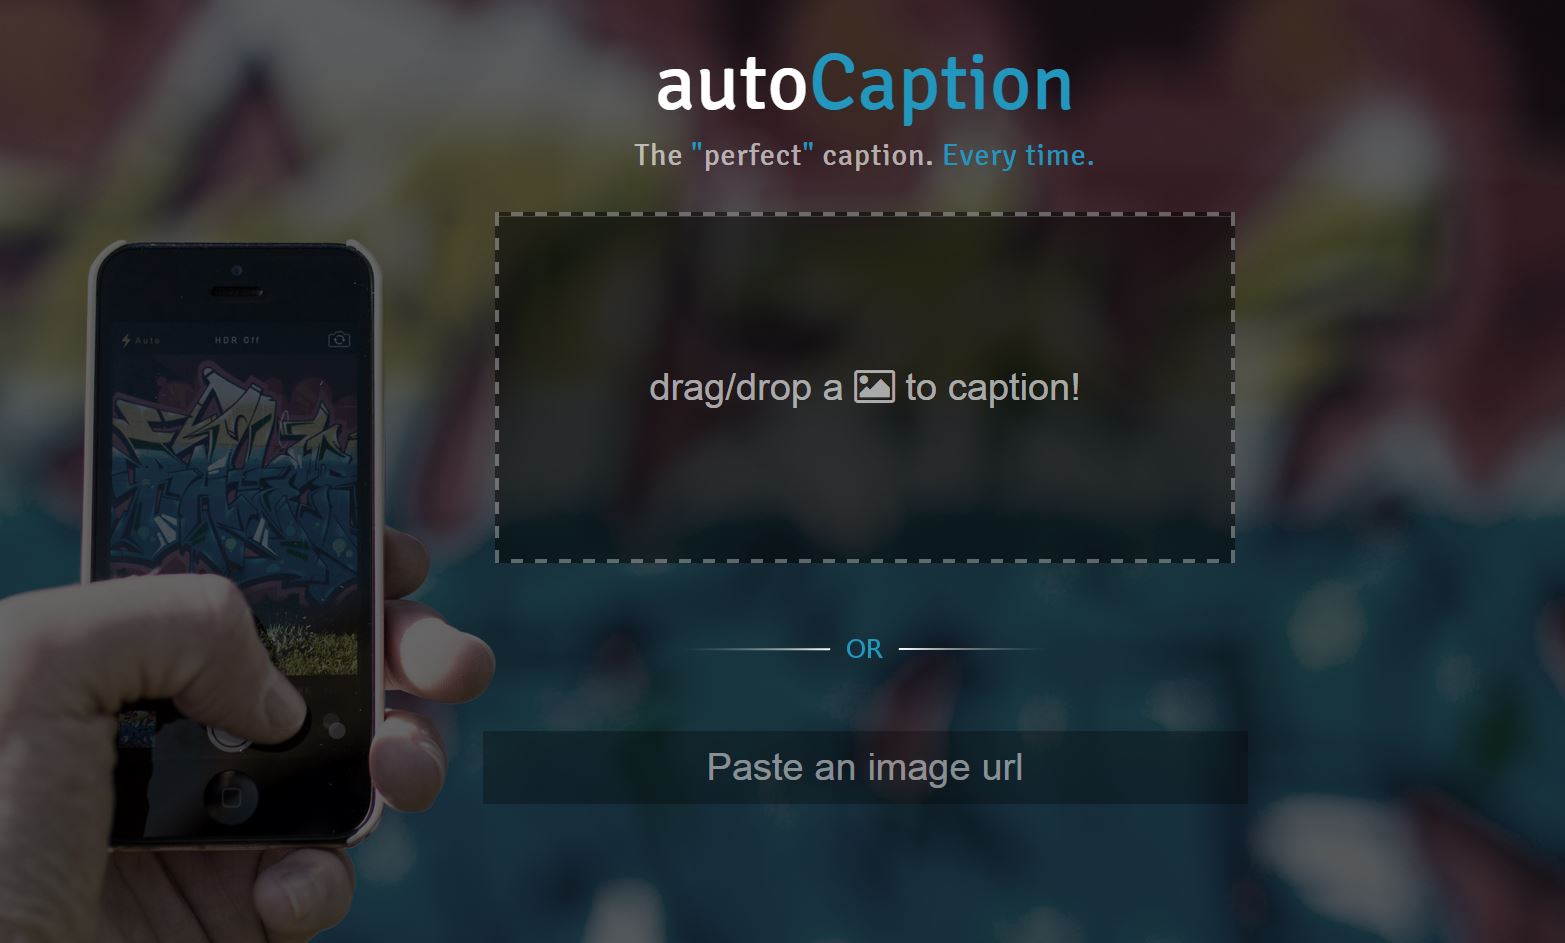 autoCaption
The "perfect" caption. Every time.
Auto
HDR Off
drag/drop a to caption!
OR
Paste an image url